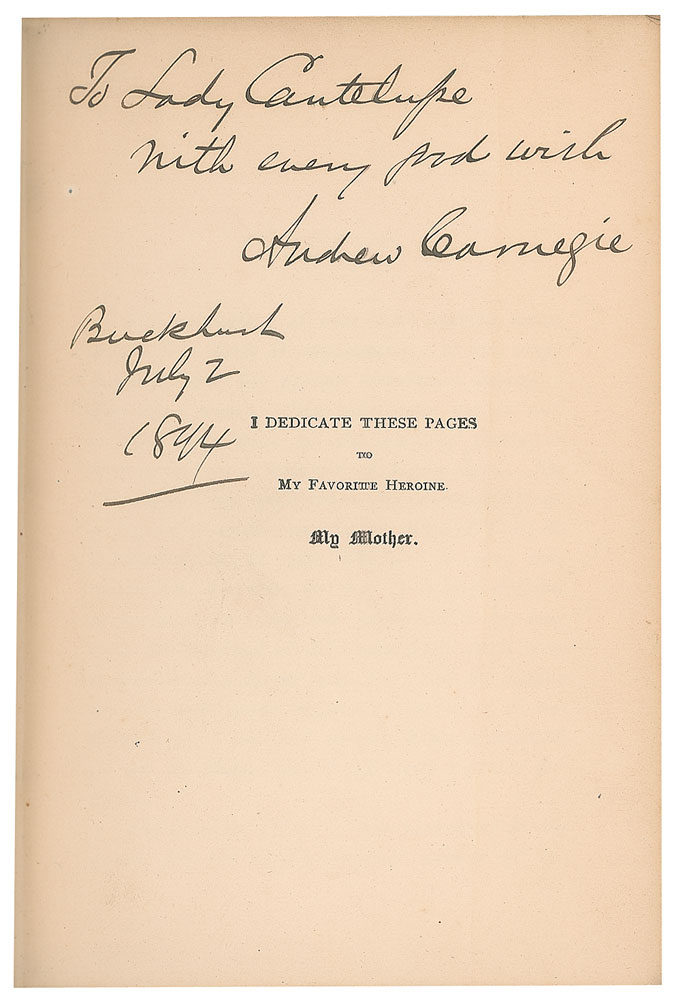 To Lady Cantelupe
with every good wish
Andrew Carnegie
Buckhurst
July 2
1894
I DEDICATE THESE PAGES
TO
MY FAVORITE HEROINE
My Mother.